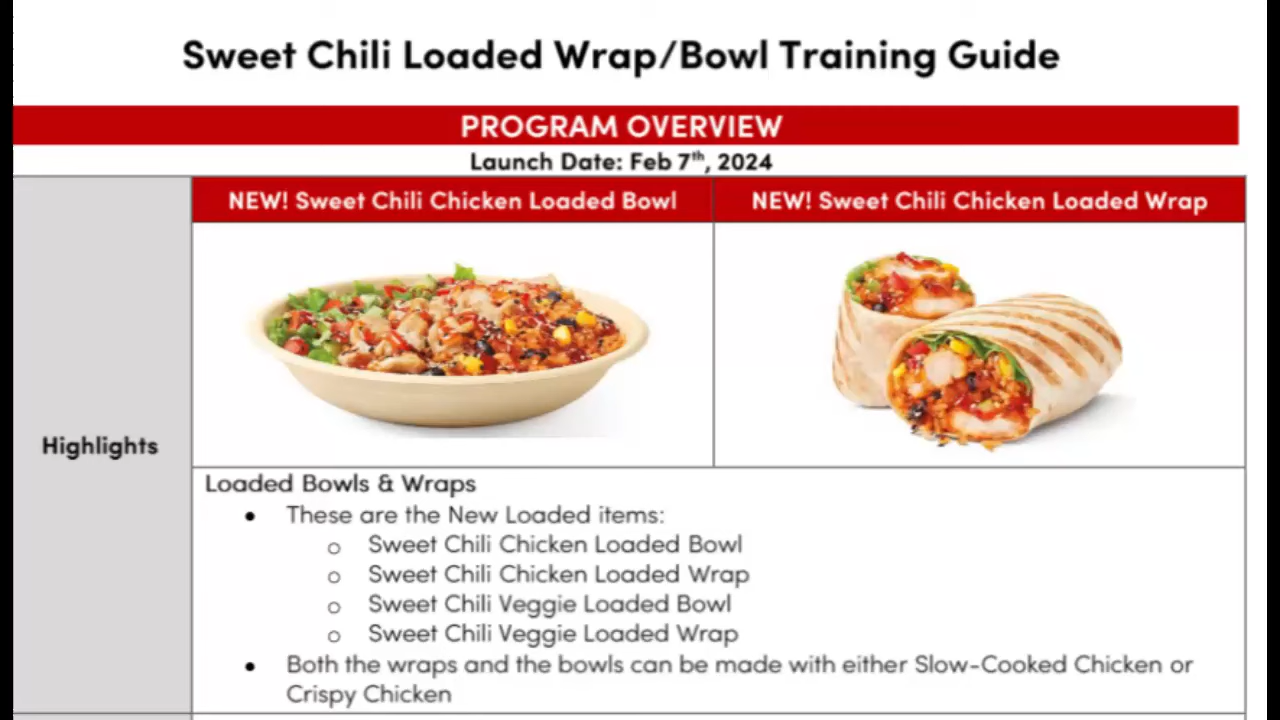 Sweet Chili Loaded Wrap/Bowl Training Guide
PROGRAM OVERVIEW
Launch Date: Feb 7th, 2024
NEW! Sweet Chili Chicken Loaded Bowl
NEW! Sweet Chili Chicken Loaded Wrap
Highlights
Loaded Bowls & Wraps
• These are the New Loaded items:
o Sweet Chili Chicken Loaded Bowl
o Sweet Chili Chicken Loaded Wrap
o Sweet Chili Veggie Loaded Bowl
o Sweet Chili Veggie Loaded Wrap
• Both the wraps and the bowls can be made with either Slow-Cooked Chicken or
Crispy Chicken